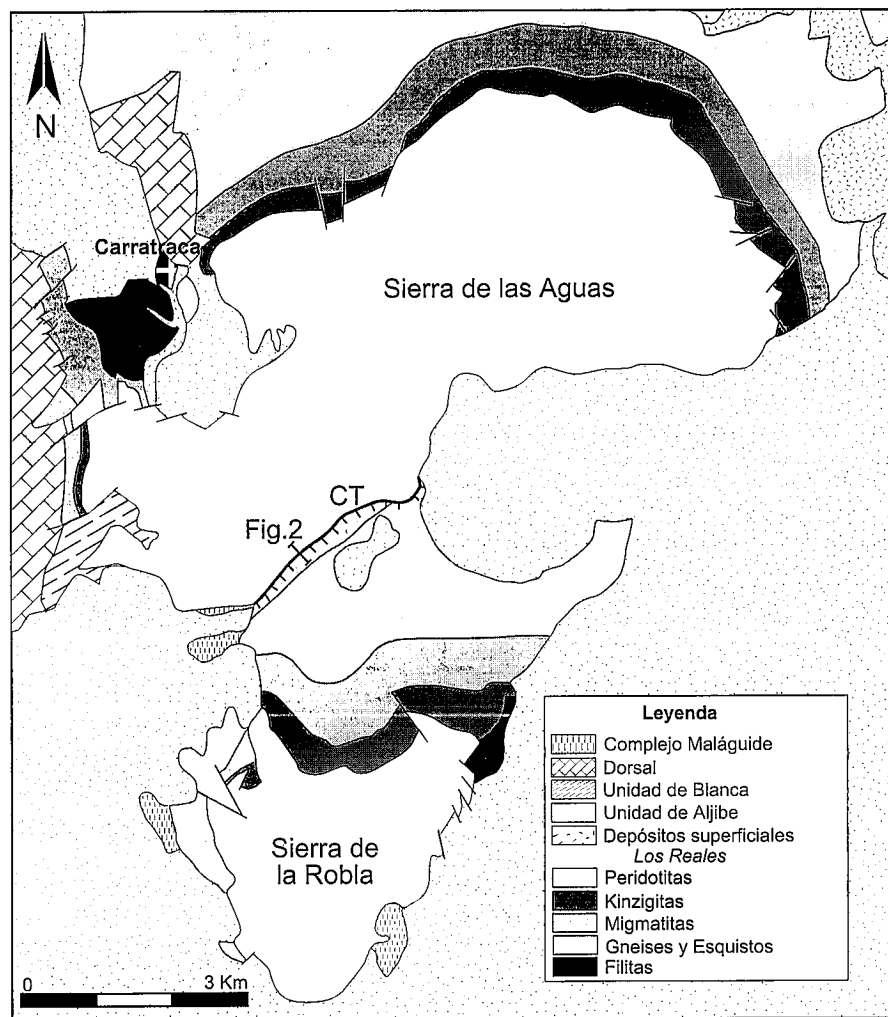 N
Carratraca
Sierra de las Aguas
CT
Fig.2
Sierra de
la Robla
Leyenda
Complejo Maláguide
Dorsal
Unidad de Blanca
Unidad de Aljibe
Depósitos superficiales
Los Reales
Peridotitas
Kinzigitas
Migmatitas
Gneises y Esquistos
Filitas
0 3 Km